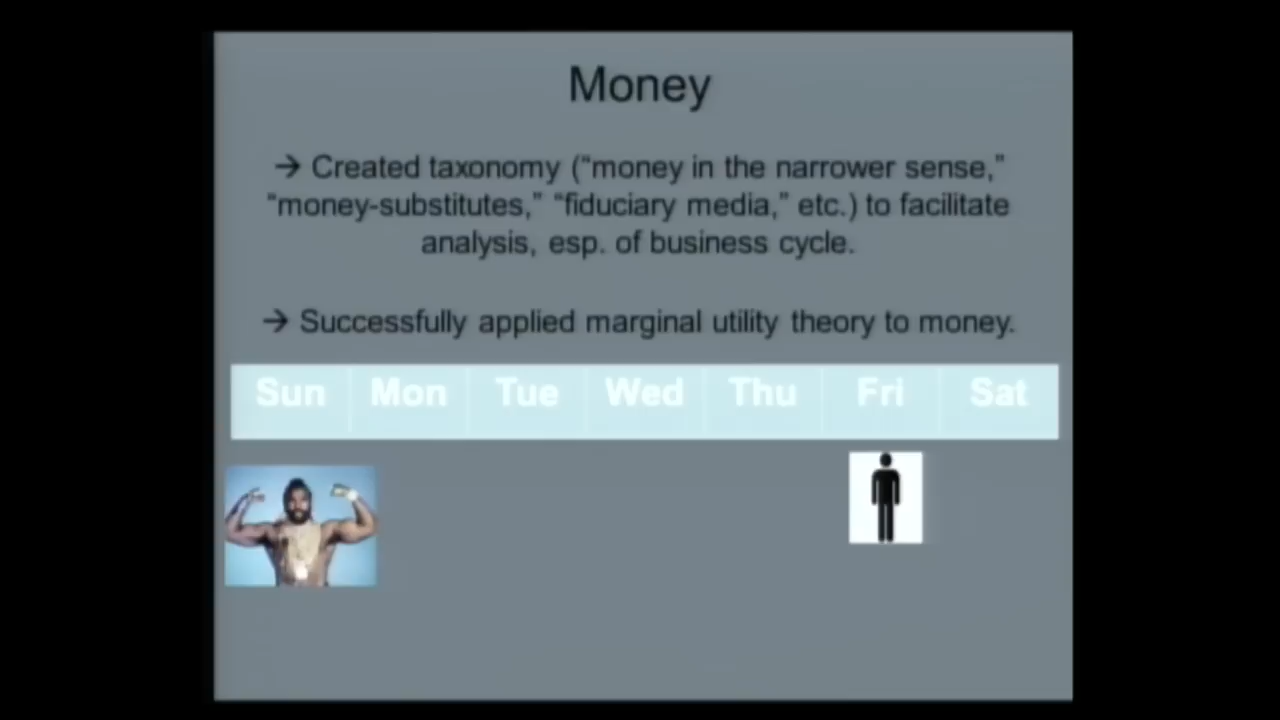 Money
→ Created taxonomy (“money in the narrower sense,”
“money-substitutes,” “fiduciary media,” etc.) to facilitate
analysis, esp. of business cycle.
→ Successfully applied marginal utility theory to money.
Sun Mon Tue Wed Thu Fri Sat